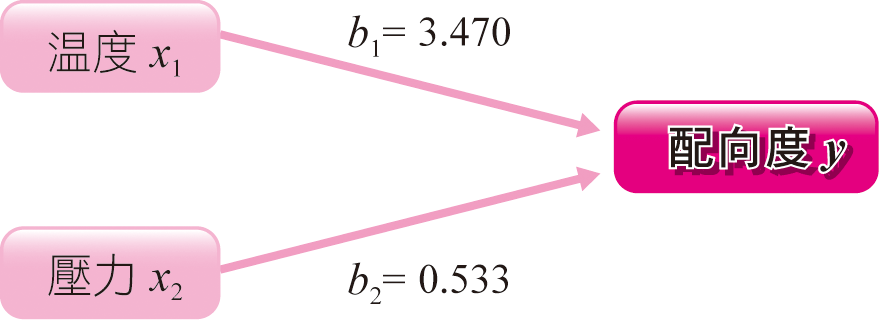 温度 x₁
b₁= 3.470
配向度 y
壓力 x₂
b₂= 0.533